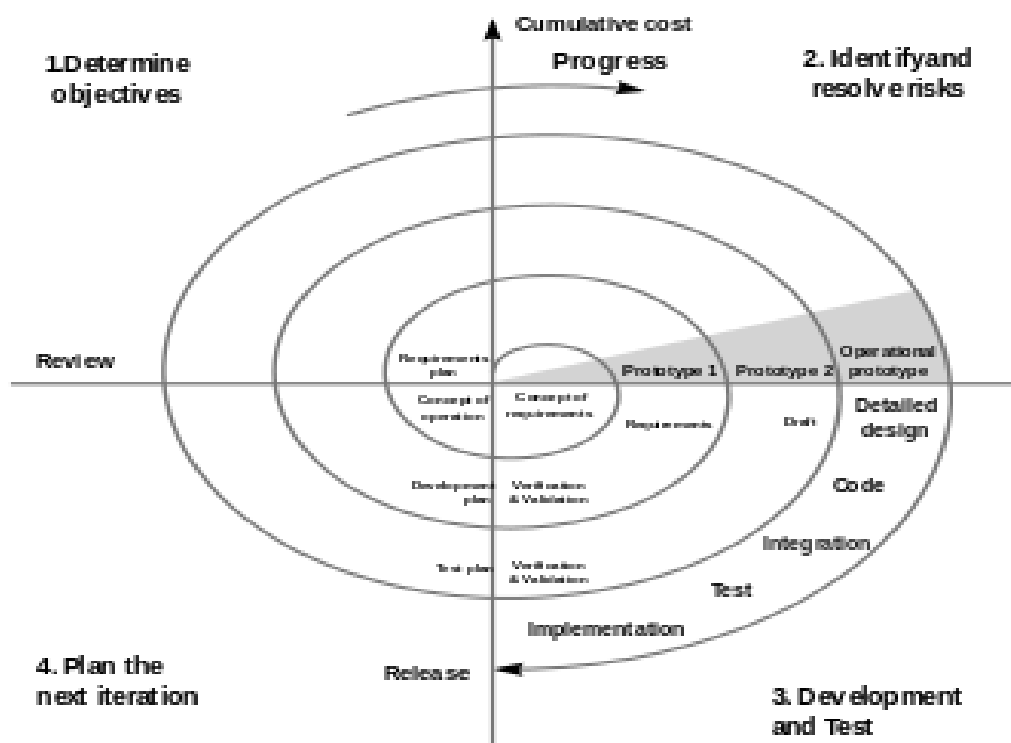 Cumulative cost
Progress
1.Determine
objectives
2. Identify and
resolve risks
Review
Requirements
plan
Concept of
operation
Concept of
requirements
Prototype 1
Prototype 2
Operational
prototype
Requirements
Draft
Detailed
design
Development
plan
Verification
& Validation
Code
Integration
Test plan
Verification
& Validation
Test
Implementation
Release
4. Plan the
next iteration
3. Development
and Test